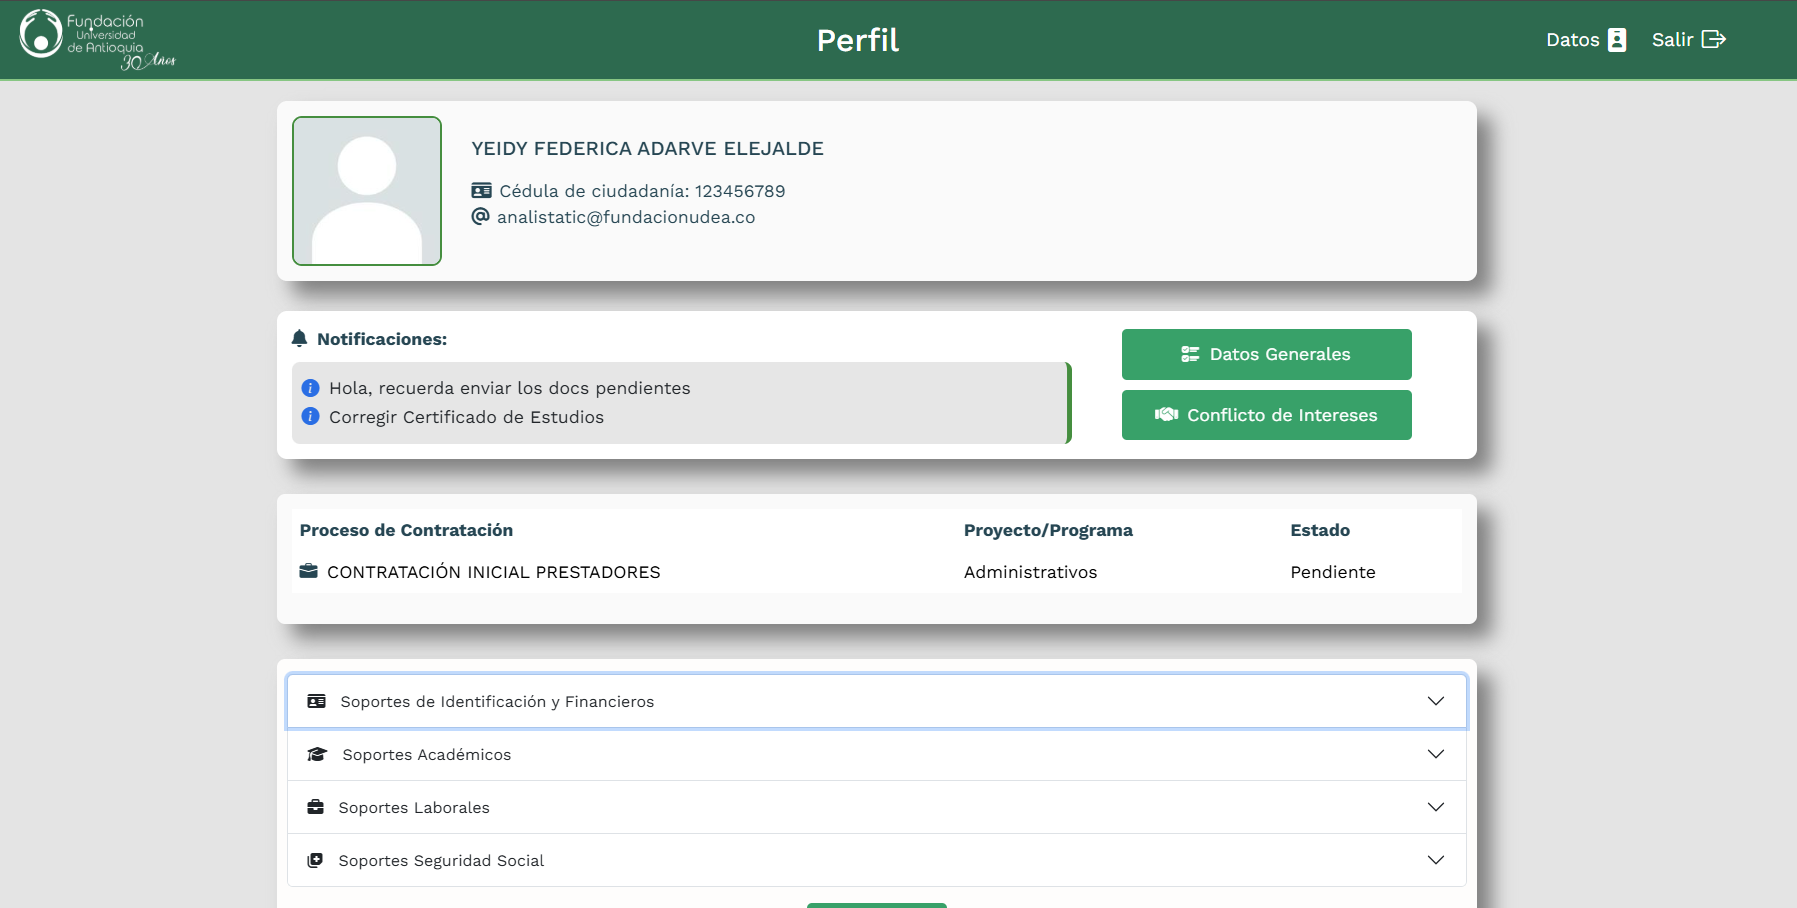 Fundación
Universidad
de Antioquia
30 Años
Perfil
Datos
Salir
YEIDY FEDERICA ADARVE ELEJALDE
Cédula de ciudadanía: 123456789
analistatic@fundacionudea.co
Notificaciones:
Hola, recuerda enviar los docs pendientes
Corregir Certificado de Estudios
Datos Generales
Conflicto de Intereses
Proceso de Contratación Proyecto/Programa Estado
CONTRATACIÓN INICIAL PRESTADORES Administrativos Pendiente
Soportes de Identificación y Financieros
Soportes Académicos
Soportes Laborales
Soportes Seguridad Social